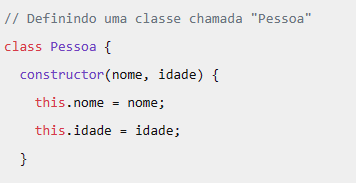 // Definindo uma classe chamada "Pessoa"
class Pessoa {
  constructor(nome, idade) {
    this.nome = nome;
    this.idade = idade;
  }